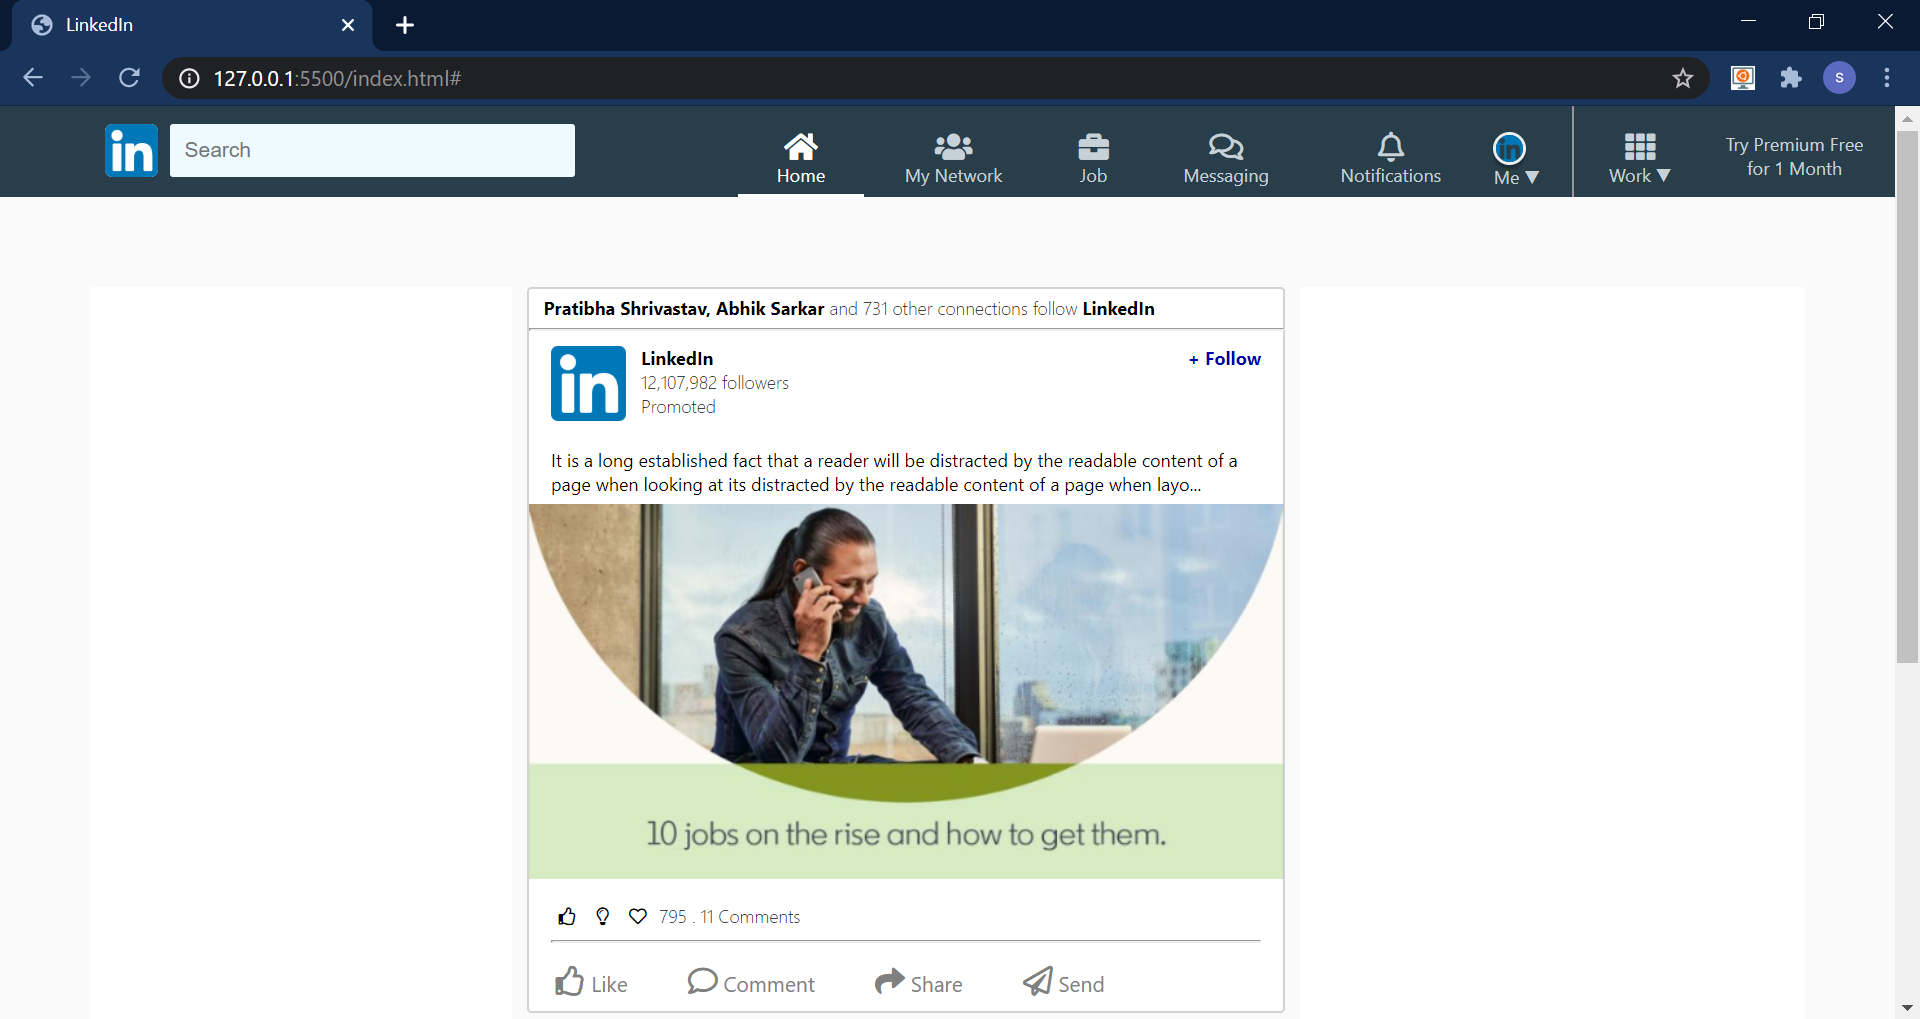 LinkedIn
127.0.0.1:5500/index.html#
S
in
Search
Home
My Network
Job
Messaging
Notifications
in
Me ▼
Work ▼
Try Premium Free
for 1 Month
Pratibha Shrivastav, Abhik Sarkar and 731 other connections follow LinkedIn
in
LinkedIn
+ Follow
12,107,982 followers
Promoted
It is a long established fact that a reader will be distracted by the readable content of a
page when looking at its distracted by the readable content of a page when layo...
10 jobs on the rise and how to get them.
795 . 11 Comments
Like
Comment
Share
Send